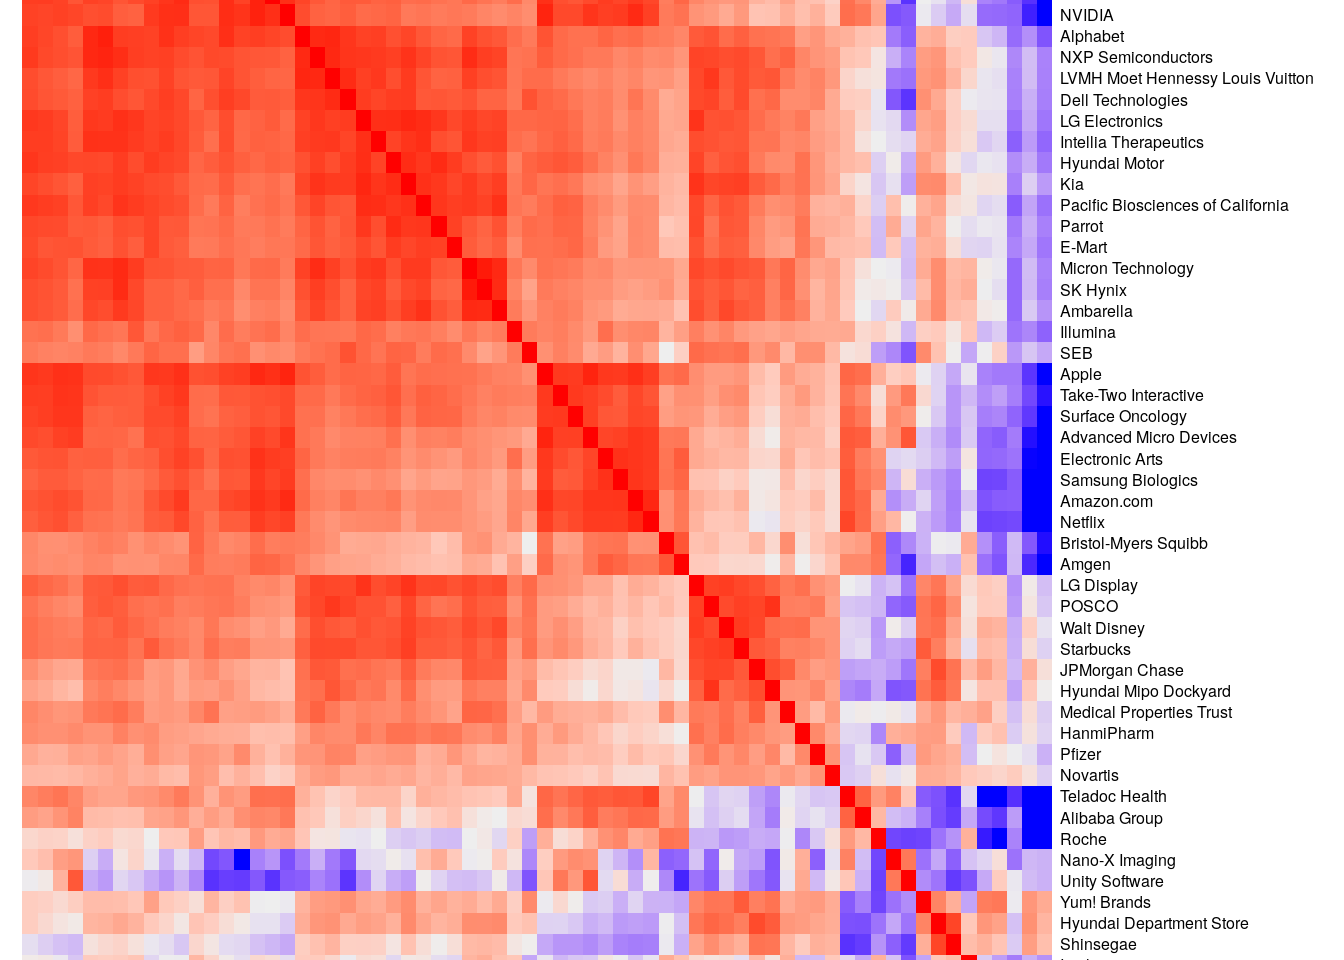 NVIDIA
Alphabet
NXP Semiconductors
LVMH Moet Hennessy Louis Vuitton
Dell Technologies
LG Electronics
Intellia Therapeutics
Hyundai Motor
Kia
Pacific Biosciences of California
Parrot
E-Mart
Micron Technology
SK Hynix
Ambarella
Illumina
SEB
Apple
Take-Two Interactive
Surface Oncology
Advanced Micro Devices
Electronic Arts
Samsung Biologics
Amazon.com
Netflix
Bristol-Myers Squibb
Amgen
LG Display
POSCO
Walt Disney
Starbucks
JPMorgan Chase
Hyundai Mipo Dockyard
Medical Properties Trust
HanmiPharm
Pfizer
Novartis
Teladoc Health
Alibaba Group
Roche
Nano-X Imaging
Unity Software
Yum! Brands
Hyundai Department Store
Shinsegae